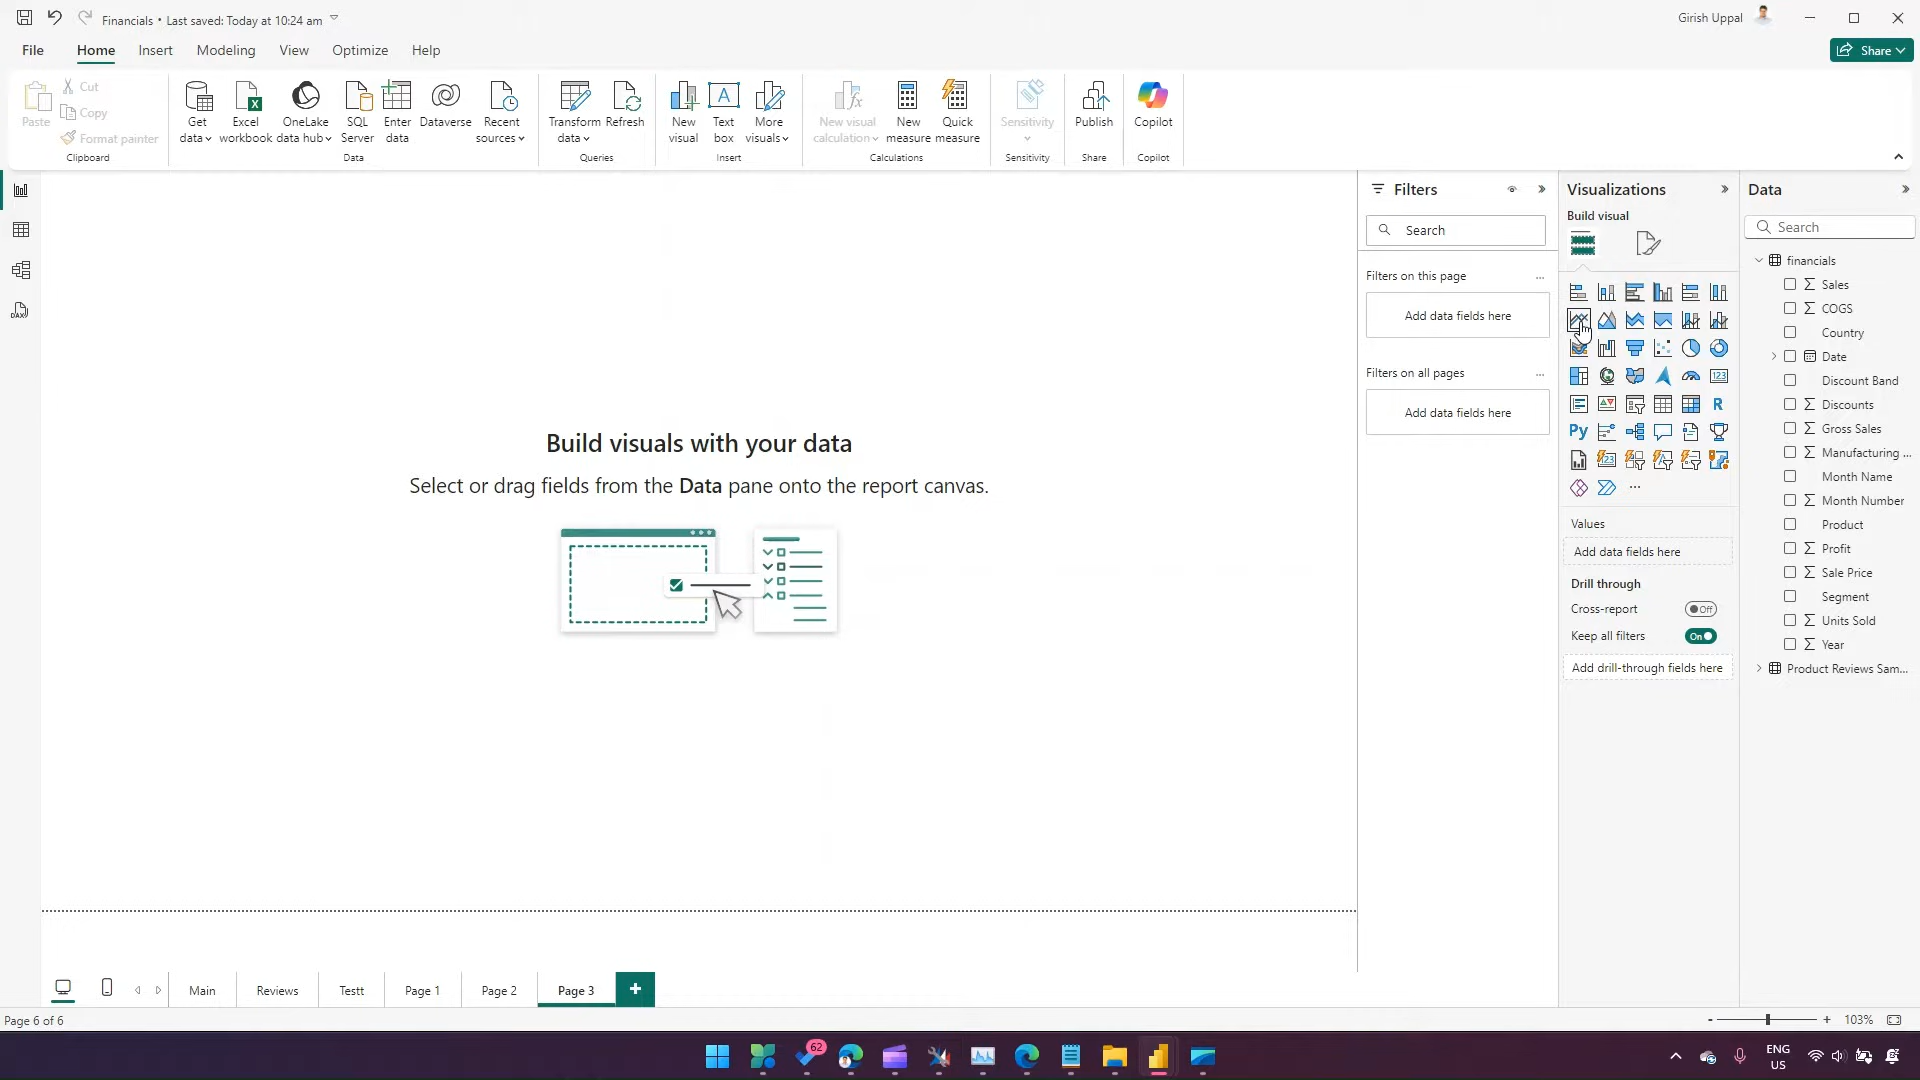 Financials • Last saved: Today at 10:24 am
Girish Uppal
File
Home
Insert
Modeling
View
Optimize
Help
Share
Paste
Cut
Copy
Format painter
Clipboard
Get data
Excel workbook
OneLake data hub
SQL Server
Enter data
Dataverse
Recent sources
Data
Transform data
Refresh
Queries
New visual
A
Text box
More visuals
Insert
New visual calculation
New measure
Quick measure
Calculations
Sensitivity
Sensitivity
Publish
Share
Copilot
Copilot
DAX
Build visuals with your data
Select or drag fields from the Data pane onto the report canvas.
Filters
Search
Filters on this page
...
Add data fields here
Filters on all pages
...
Add data fields here
Visualizations
Build visual
123
R
Py
123
...
Values
Add data fields here
Drill through
Cross-report
Off
Keep all filters
On
Add drill-through fields here
Data
Search
financials
Sales
COGS
Country
Date
Discount Band
Discounts
Gross Sales
Manufacturing ...
Month Name
Month Number
Product
Profit
Sale Price
Segment
Units Sold
Year
Product Reviews Sam...
Main
Reviews
Testt
Page 1
Page 2
Page 3
+
Page 6 of 6
- + 103%
62
ENG
US